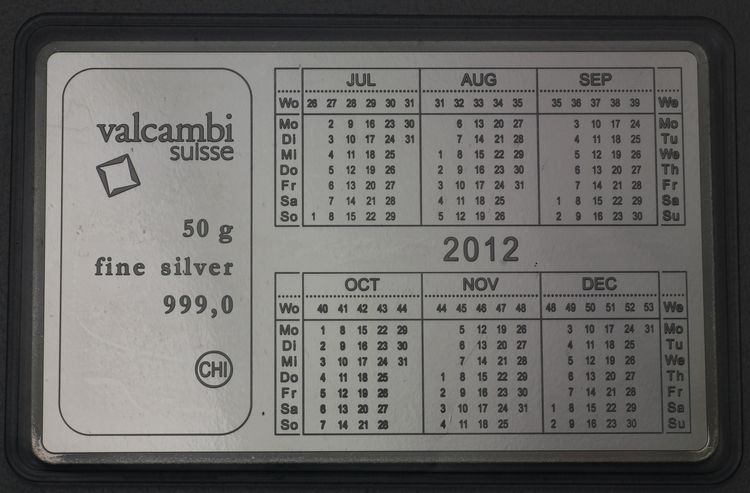 valcambi
suisse
50 g
fine silver
999,0
CHI
JUL AUG SEP
Wo 26 27 28 29 30 31 31 32 33 34 35 35 36 37 38 39 We
Mo 2 9 16 23 30 6 13 20 27 3 10 17 24 Mo
Di 3 10 17 24 31 7 14 21 28 4 11 18 25 Tu
Mi 4 11 18 25 1 8 15 22 29 5 12 19 26 We
Do 5 12 19 26 2 9 16 23 30 6 13 20 27 Th
Fr 6 13 20 27 3 10 17 24 31 7 14 21 28 Fr
Sa 7 14 21 28 4 11 18 25 1 8 15 22 29 Sa
So 1 8 15 22 29 5 12 19 26 2 9 16 23 30 Su
2012
OCT NOV DEC
Wo 40 41 42 43 44 44 45 46 47 48 48 49 50 51 52 53 We
Mo 1 8 15 22 29 5 12 19 26 3 10 17 24 31 Mo
Di 2 9 16 23 30 6 13 20 27 4 11 18 25 Tu
Mi 3 10 17 24 31 7 14 21 28 5 12 19 26 We
Do 4 11 18 25 1 8 15 22 29 6 13 20 27 Th
Fr 5 12 19 26 2 9 16 23 30 7 14 21 28 Fr
Sa 6 13 20 27 3 10 17 24 31 1 8 15 22 29 Sa
So 7 14 21 28 4 11 18 25 2 9 16 23 30 Su